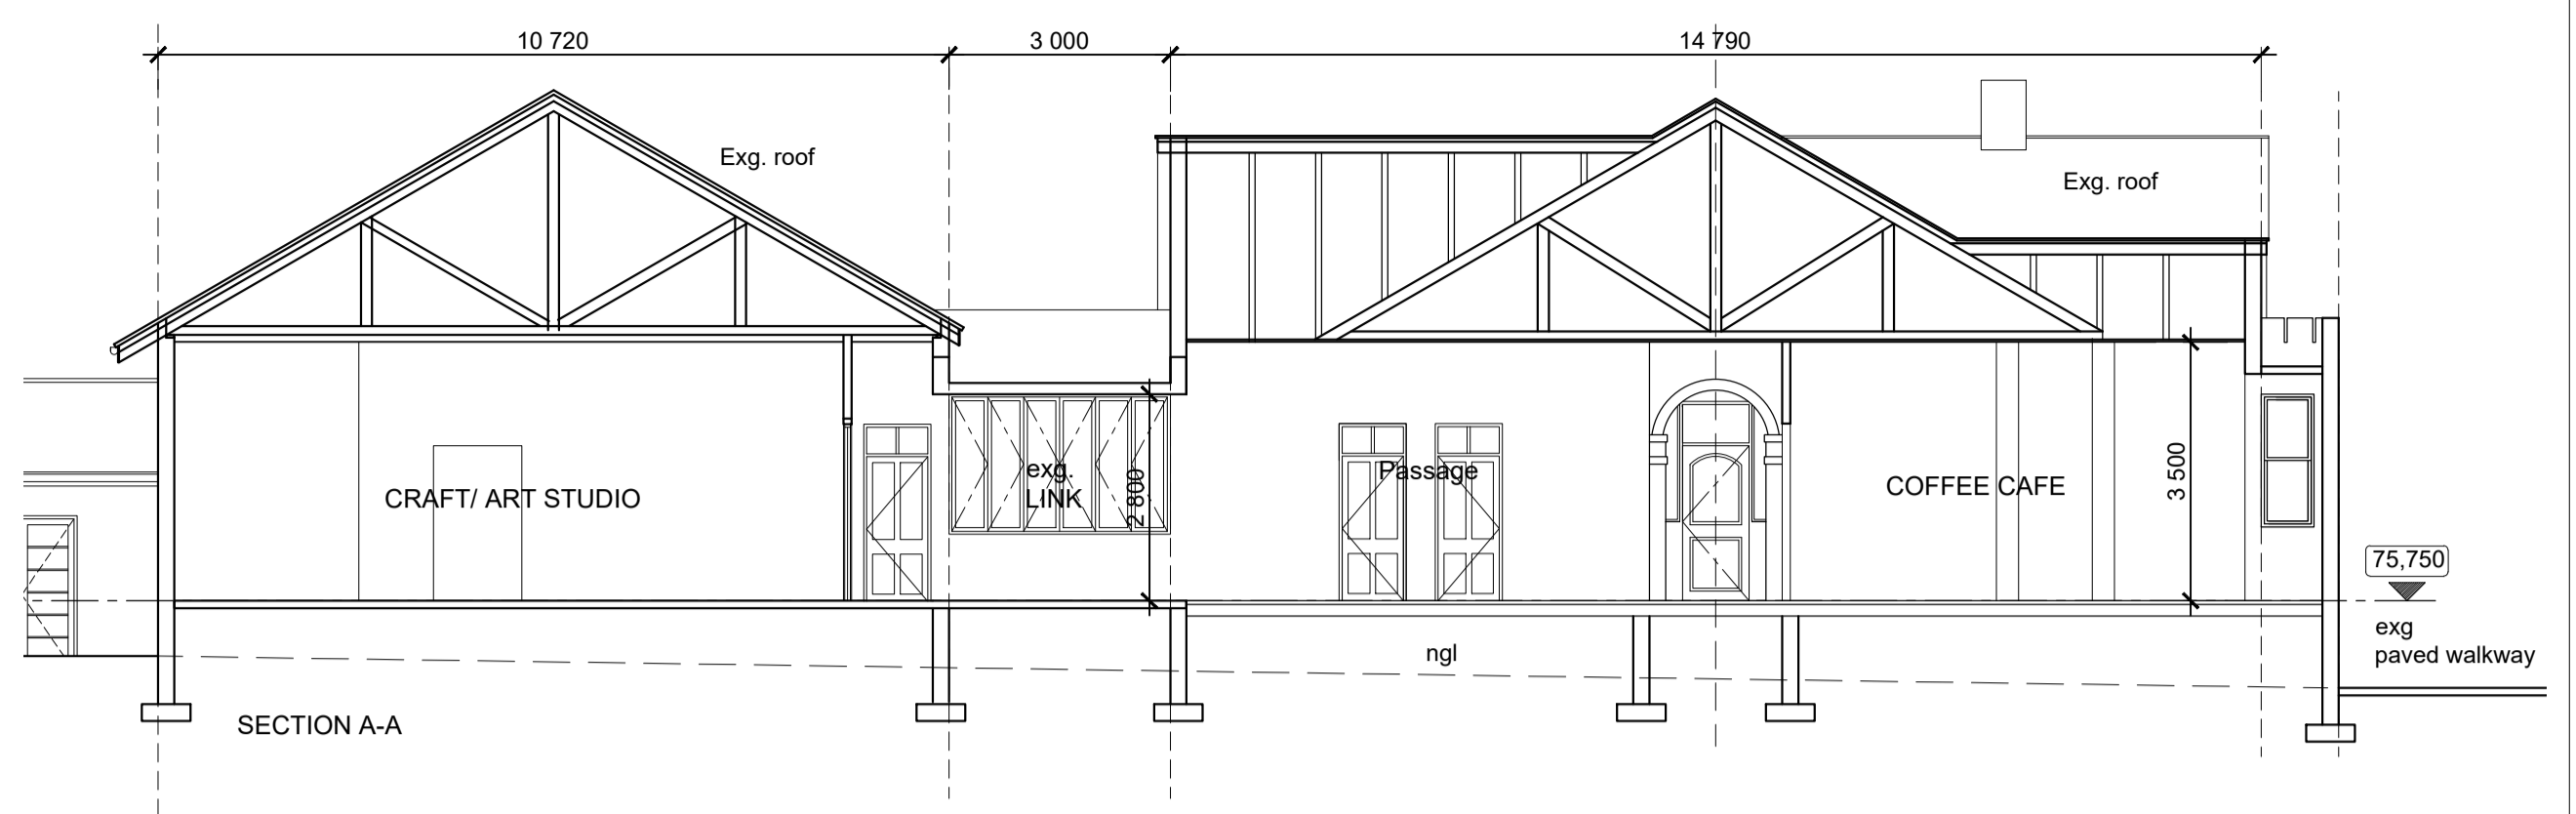 10 720
3 000
14 790
Exg. roof
Exg. roof
CRAFT/ ART STUDIO
exg.
LINK
2 800
Passage
COFFEE CAFE
3 500
75,750
exg
paved walkway
ngl
SECTION A-A